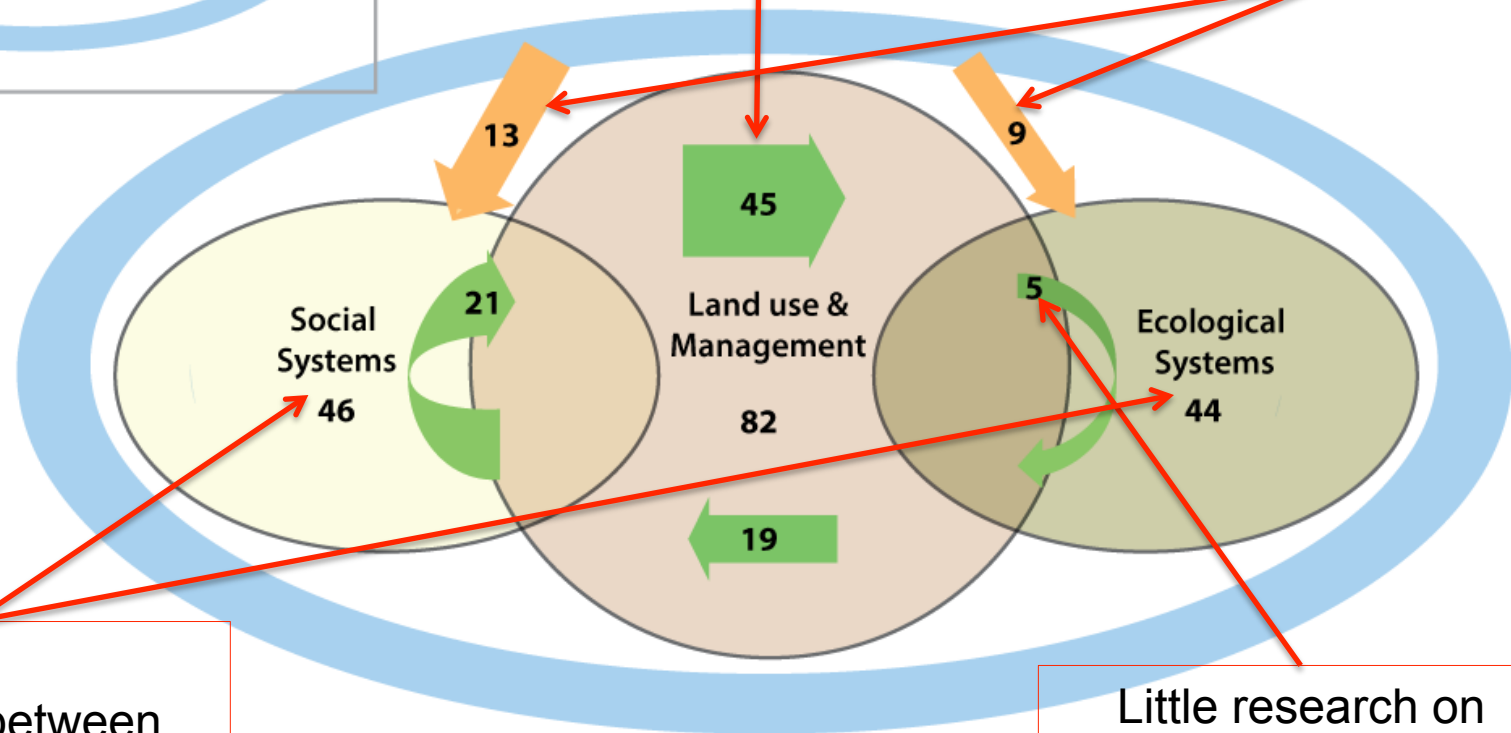 13
9
45
21
5
Social
Systems
46
Land use &
Management
82
Ecological
Systems
44
19
between
Little research on